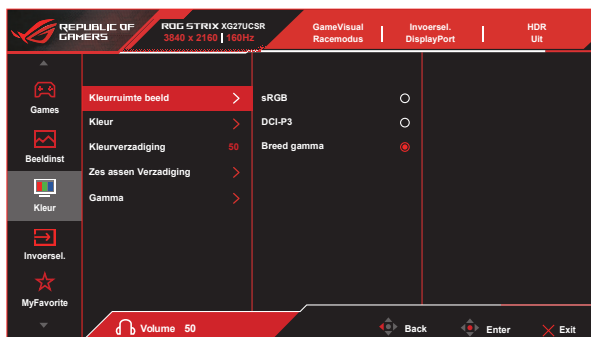 REPUBLIC OF
GAMERS
ROG STRIX XG27UCSR
3840 x 2160 160Hz
GameVisual
Racemodus
Invoersel.
DisplayPort
HDR
Uit
Games
Beeldinst
Kleur
Invoersel.
MyFavorite
Kleurruimte beeld
Kleur
Kleurverzadiging 50
Zes assen Verzadiging
Gamma
sRGB
DCI-P3
Breed gamma
Volume 50
Back
Enter
Exit